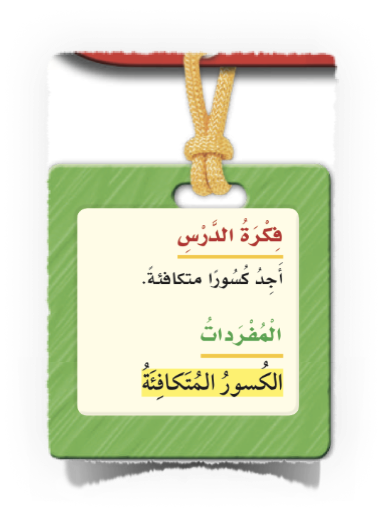 فِكْرَةُ الدَّرْسِ
أَجِدُ كُسُورًا متكافئةً.
الْمُفْرَداتُ
الكُسورُ المُتَكافِئَةُ